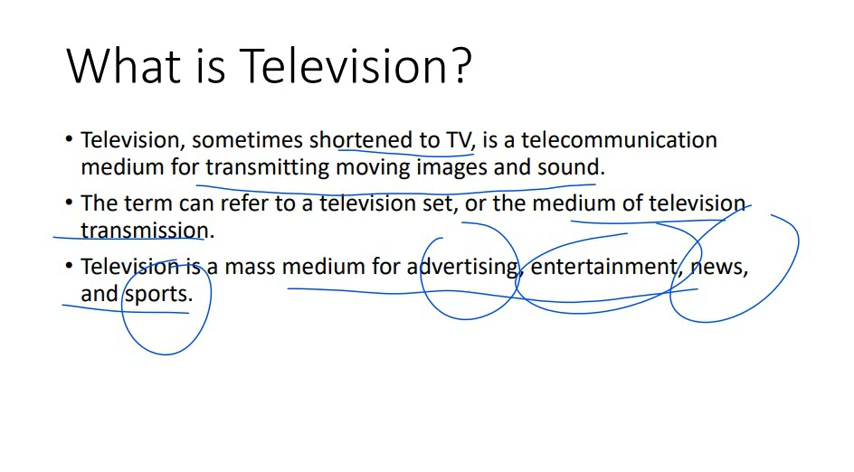 What is Television?
• Television, sometimes shortened to TV, is a telecommunication
medium for transmitting moving images and sound.
• The term can refer to a television set, or the medium of television
transmission.
• Television is a mass medium for advertising, entertainment, news,
and sports.